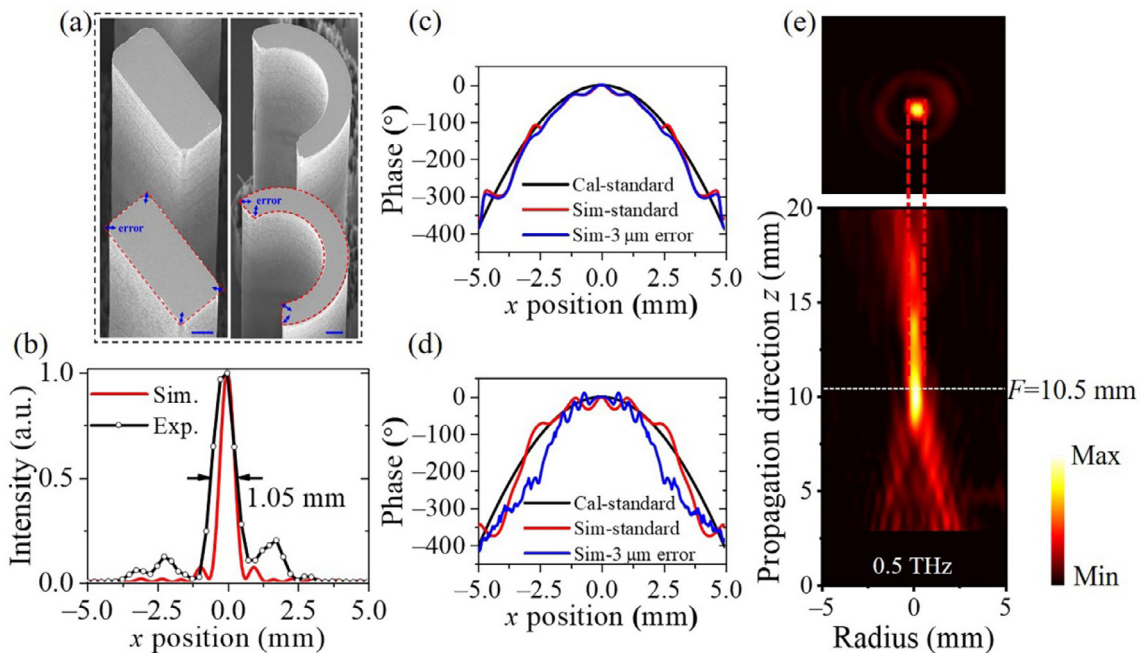 (a)
error
error
(b)
Intensity (a.u.)
1.0
0.5
0.0
Sim.
Exp.
1.05 mm
−5.0 −2.5 0.0 2.5 5.0
x position (mm)
(c)
Phase (°)
0
−100
−200
−300
−400
Cal-standard
Sim-standard
Sim-3 μm error
−5.0 −2.5 0.0 2.5 5.0
x position (mm)
(d)
Phase (°)
0
−100
−200
−300
−400
Cal-standard
Sim-standard
Sim-3 μm error
−5.0 −2.5 0.0 2.5 5.0
x position (mm)
(e)
Propagation direction z (mm)
20
15
10
5
0
F=10.5 mm
0.5 THz
−5 0 5
Radius (mm)
Max
Min